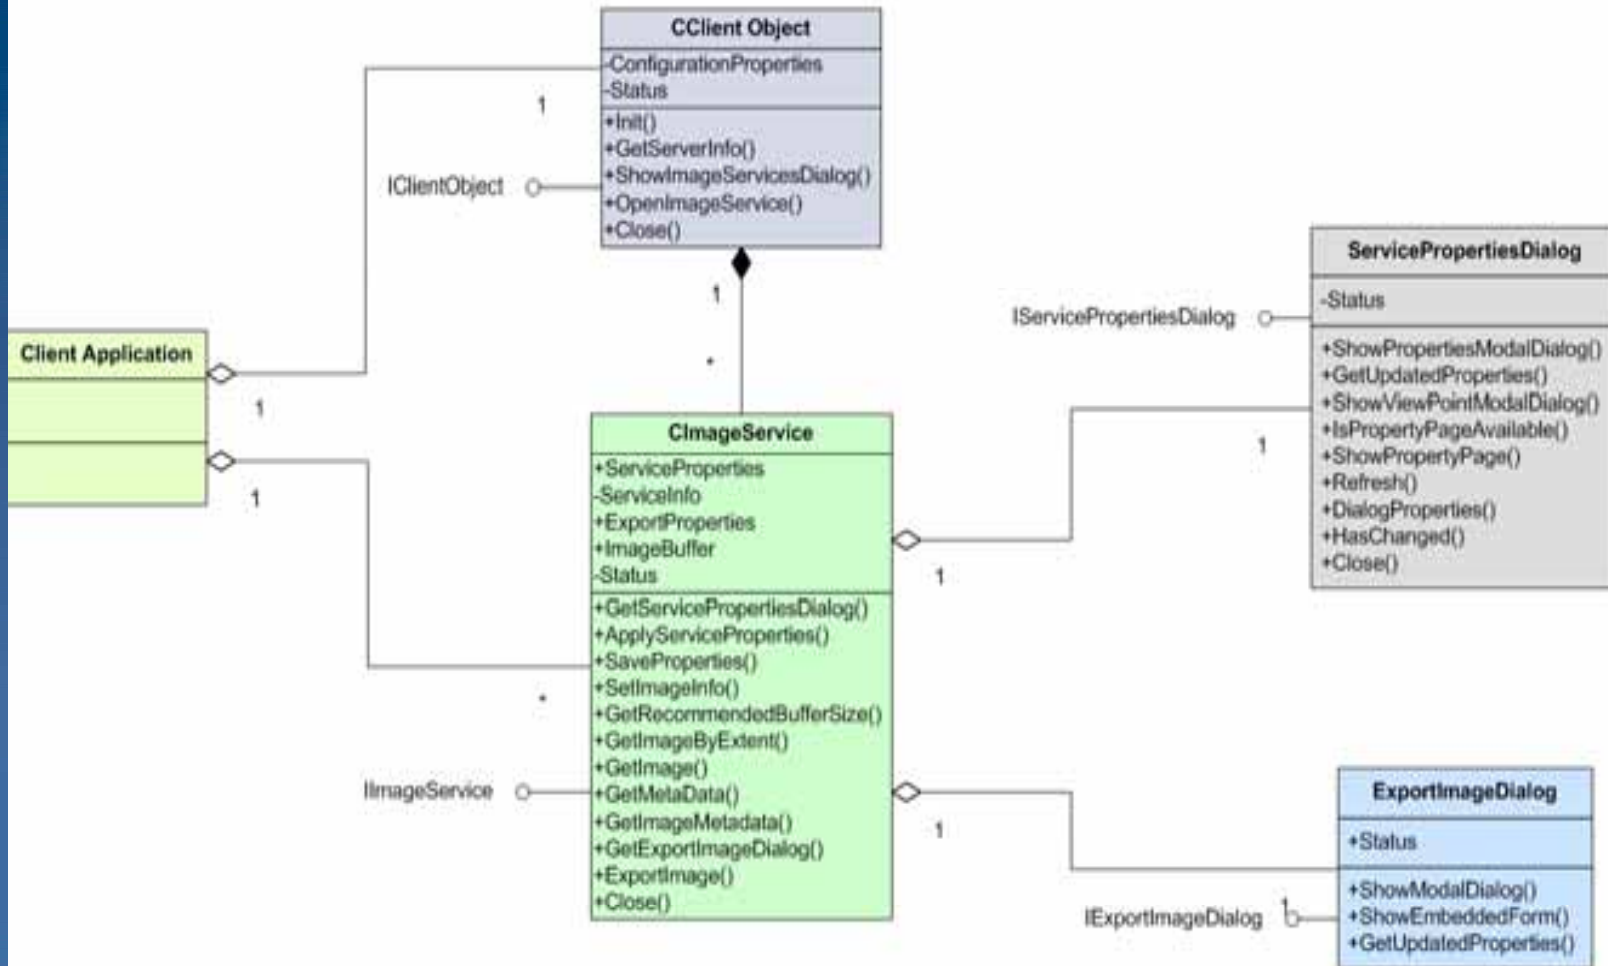 CClient Object
-ConfigurationProperties
-Status
+Init()
+GetServerInfo()
+ShowImageServicesDialog()
+OpenImageService()
+Close()
1
IClientObject
1
*
Client Application
1
1
*
CImageService
+ServiceProperties
-ServiceInfo
+ExportProperties
+ImageBuffer
-Status
+GetServicePropertiesDialog()
+ApplyServiceProperties()
+SaveProperties()
+SetImageInfo()
+GetRecommendedBufferSize()
+GetImageByExtent()
+GetImage()
+GetMetaData()
+GetImageMetadata()
+GetExportImageDialog()
+ExportImage()
+Close()
IImageService
1
1
ServicePropertiesDialog
-Status
+ShowPropertiesModalDialog()
+GetUpdatedProperties()
+ShowViewPointModalDialog()
+IsPropertyPageAvailable()
+ShowPropertyPage()
+Refresh()
+DialogProperties()
+HasChanged()
+Close()
IServicePropertiesDialog
1
ExportImageDialog
+Status
+ShowModalDialog()
+ShowEmbeddedForm()
+GetUpdatedProperties()
IExportImageDialog
1